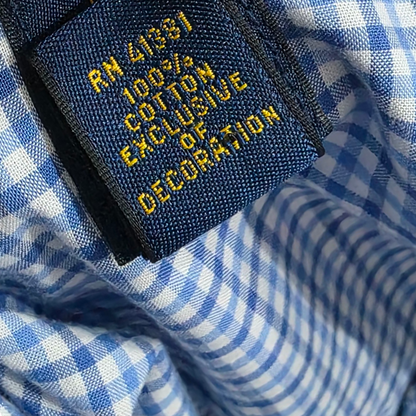 RN 41381
100%
COTTON
EXCLUSIVE
OF
DECORATION